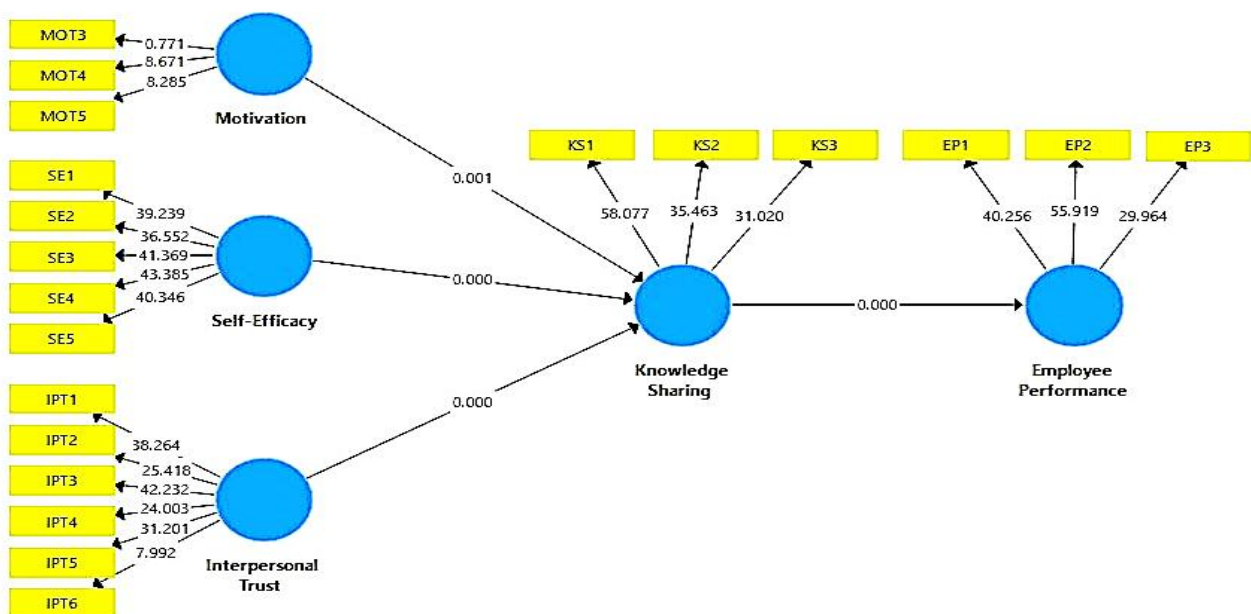 MOT3
0.771
MOT4
8.671
MOT5
8.285
Motivation
SE1
39.239
SE2
36.552
SE3
41.369
SE4
43.385
SE5
40.346
Self-Efficacy
IPT1
38.264
IPT2
25.418
IPT3
42.232
IPT4
24.003
IPT5
31.201
IPT6
7.992
Interpersonal
Trust
0.001
0.000
0.000
KS1
KS2
KS3
58.077
35.463
31.020
Knowledge
Sharing
0.000
EP1
EP2
EP3
40.256
55.919
29.964
Employee
Performance